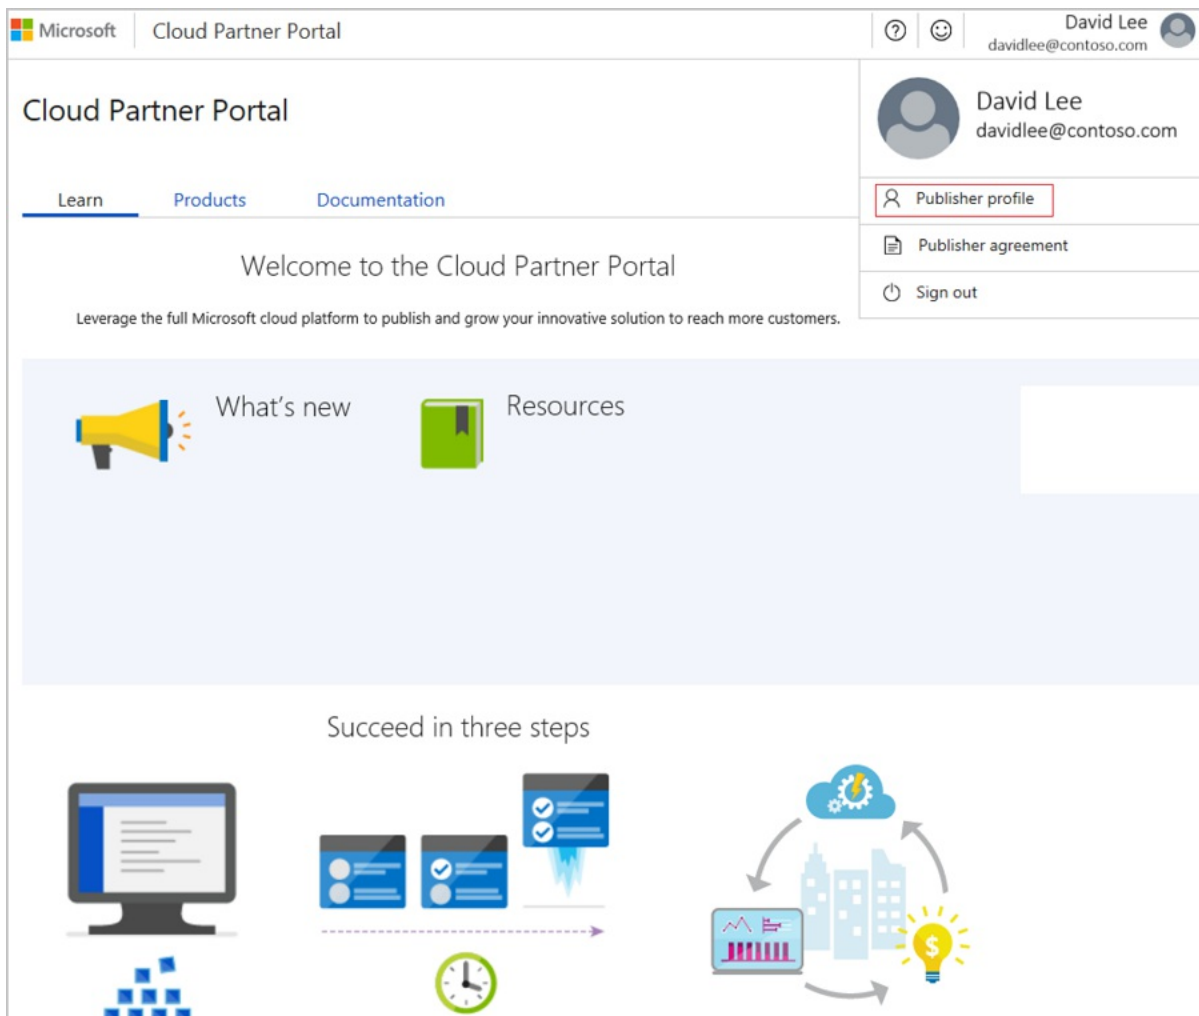 Microsoft
Cloud Partner Portal
David Lee
davidlee@contoso.com
Cloud Partner Portal
David Lee
davidlee@contoso.com
Learn
Products
Documentation
Publisher profile
Publisher agreement
Sign out
Welcome to the Cloud Partner Portal
Leverage the full Microsoft cloud platform to publish and grow your innovative solution to reach more customers.
What's new
Resources
Succeed in three steps
$